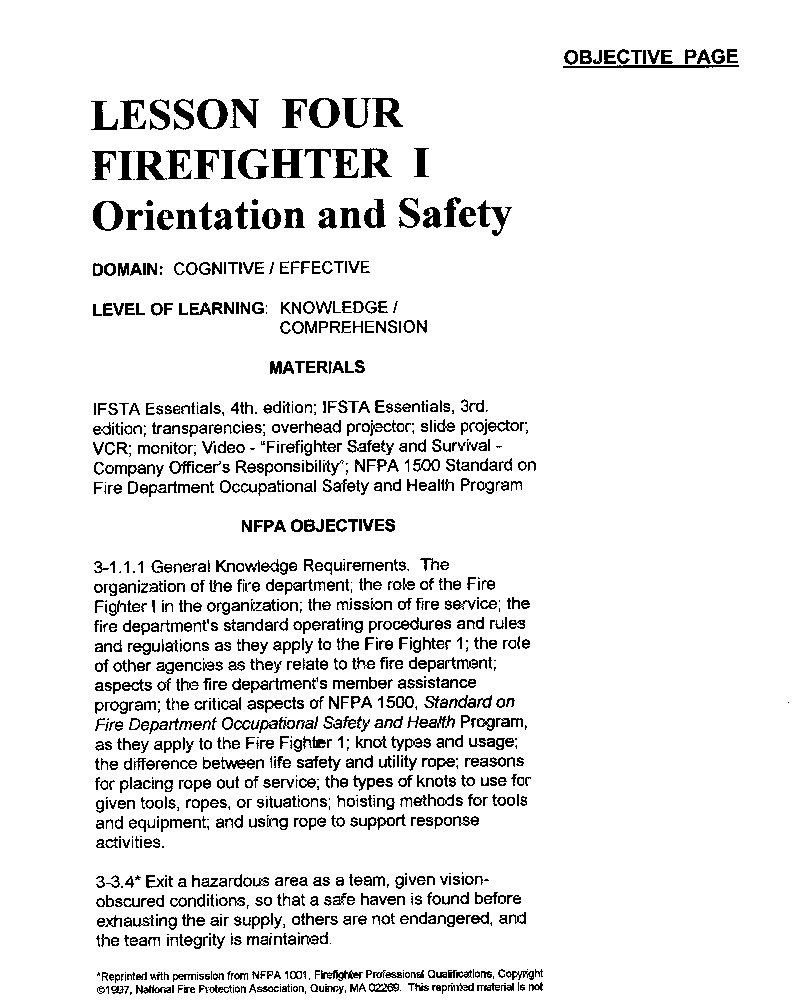 OBJECTIVE PAGE
LESSON FOUR
FIREFIGHTER I
Orientation and Safety
DOMAIN: COGNITIVE / EFFECTIVE
LEVEL OF LEARNING: KNOWLEDGE /
COMPREHENSION
MATERIALS
IFSTA Essentials, 4th. edition; IFSTA Essentials, 3rd.
edition; transparencies; overhead projector; slide projector;
VCR; monitor; Video - "Firefighter Safety and Survival -
Company Officer's Responsibility"; NFPA 1500 Standard on
Fire Department Occupational Safety and Health Program
NFPA OBJECTIVES
3-1.1.1 General Knowledge Requirements. The
organization of the fire department; the role of the Fire
Fighter I in the organization; the mission of fire service; the
fire department's standard operating procedures and rules
and regulations as they apply to the Fire Fighter 1; the role
of other agencies as they relate to the fire department;
aspects of the fire department's member assistance
program; the critical aspects of NFPA 1500, Standard on
Fire Department Occupational Safety and Health Program,
as they apply to the Fire Fighter 1; knot types and usage;
the difference between life safety and utility rope; reasons
for placing rope out of service; the types of knots to use for
given tools, ropes, or situations; hoisting methods for tools
and equipment; and using rope to support response
activities.
3-3.4* Exit a hazardous area as a team, given vision-
obscured conditions, so that a safe haven is found before
exhausting the air supply, others are not endangered, and
the team integrity is maintained.
*Reprinted with permission from NFPA 1001, Firefighter Professional Qualifications, Copyright
©1997, National Fire Protection Association, Quincy, MA 02269. This reprinted material is not